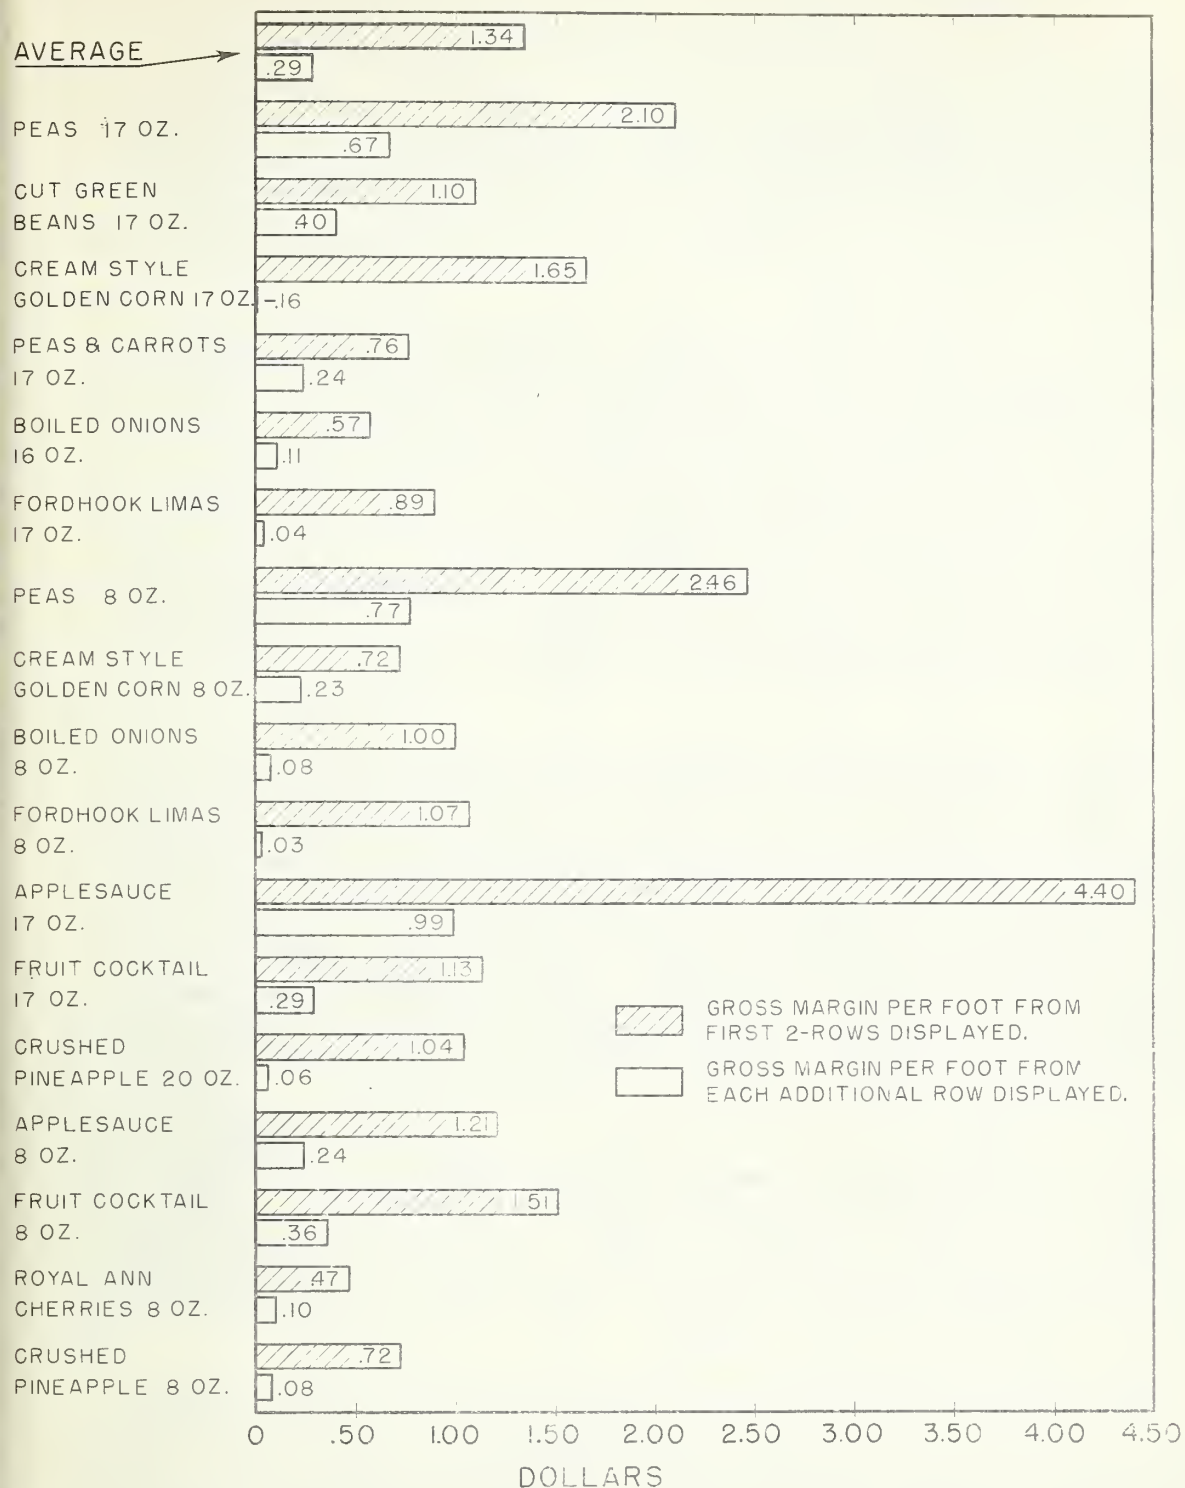 AVERAGE
1.34
.29
PEAS 17 OZ.
2.10
.67
CUT GREEN
BEANS 17 OZ.
1.10
.40
CREAM STYLE
GOLDEN CORN 17 OZ.
1.65
-.16
PEAS & CARROTS
17 OZ.
.76
.24
BOILED ONIONS
16 OZ.
.57
.11
FORDHOOK LIMAS
17 OZ.
.89
.04
PEAS 8 OZ.
2.46
.77
CREAM STYLE
GOLDEN CORN 8 OZ.
.72
.23
BOILED ONIONS
8 OZ.
1.00
.08
FORDHOOK LIMAS
8 OZ.
1.07
.03
APPLESAUCE
17 OZ.
4.40
.99
FRUIT COCKTAIL
17 OZ.
1.13
.29
CRUSHED
PINEAPPLE 20 OZ.
1.04
.06
APPLESAUCE
8 OZ.
1.21
.24
FRUIT COCKTAIL
8 OZ.
1.51
.36
ROYAL ANN
CHERRIES 8 OZ.
.47
.10
CRUSHED
PINEAPPLE 8 OZ.
.72
.08
GROSS MARGIN PER FOOT FROM
FIRST 2-ROWS DISPLAYED.
GROSS MARGIN PER FOOT FROM
EACH ADDITIONAL ROW DISPLAYED.
0 .50 1.00 1.50 2.00 2.50 3.00 3.50 4.00 4.50
DOLLARS